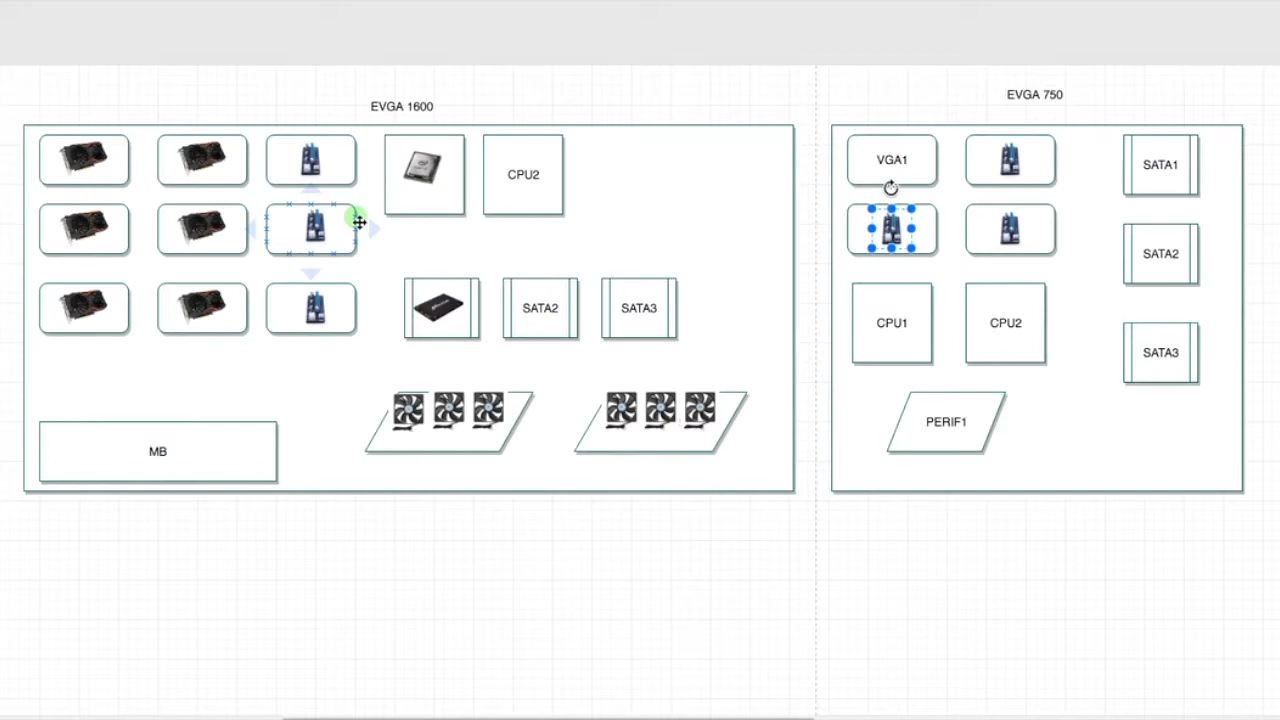 EVGA 1600
EVGA 750
CPU2
VGA1
SATA1
SATA2
SATA2
SATA3
CPU1
CPU2
SATA3
PERIF1
MB